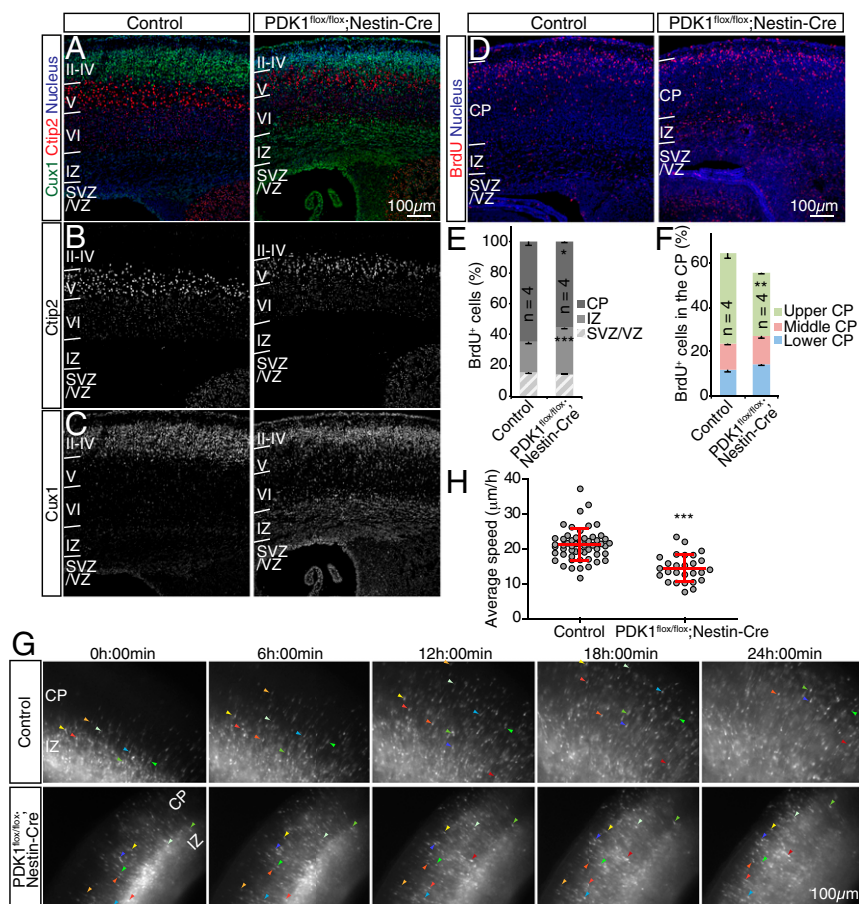 Control
PDK1flox/flox;Nestin-Cre
Control
PDK1flox/flox;Nestin-Cre
Cux1 Ctip2 Nucleus
A
II-IV
V
VI
IZ
SVZ
/VZ
II-IV
V
VI
IZ
SVZ
/VZ
100µm
BrdU Nucleus
D
CP
IZ
SVZ
/VZ
CP
IZ
SVZ
/VZ
100µm
Ctip2
B
II-IV
V
VI
IZ
SVZ
/VZ
II-IV
V
VI
IZ
SVZ
/VZ
Cux1
C
II-IV
V
VI
IZ
SVZ
/VZ
II-IV
V
VI
IZ
SVZ
/VZ
E
BrdU+ cells (%)
100
80
60
40
20
0
n = 4
n = 4
*
***
CP
IZ
SVZ/VZ
Control
PDK1flox/flox;
Nestin-Cre
F
BrdU+ cells in the CP (%)
60
40
20
0
n = 4
n = 4
**
Upper CP
Middle CP
Lower CP
Control
PDK1flox/flox;
Nestin-Cre
H
Average speed (µm/h)
40
30
20
10
0
***
Control
PDK1flox/flox;Nestin-Cre
G
0h:00min
6h:00min
12h:00min
18h:00min
24h:00min
Control
CP
IZ
PDK1flox/flox;
Nestin-Cre
CP
IZ
100µm